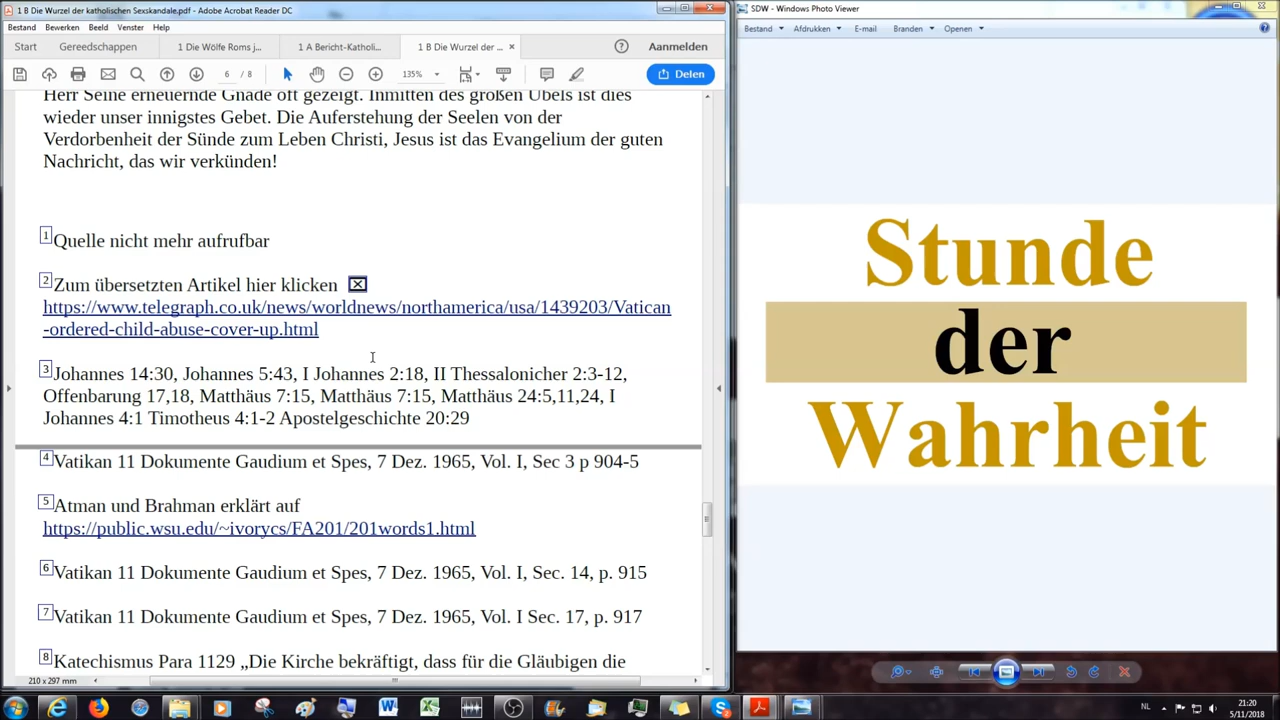 1 B Die Wurzel der katholischen Sexskandale.pdf - Adobe Acrobat Reader DC
Bestand Bewerken Beeld Venster Help
Start Gereedschappen 1 Die Wölfe Roms j... 1 A Bericht-Katholi... 1 B Die Wurzel der ... × Aanmelden
6 / 8 135% Delen
Herr Seine erneuernde Gnade oft gezeigt. Inmitten des großen Übels ist dies
wieder unser innigstes Gebet. Die Auferstehung der Seelen von der
Verdorbenheit der Sünde zum Leben Christi, Jesus ist das Evangelium der guten
Nachricht, das wir verkünden!
1 Quelle nicht mehr aufrufbar
2 Zum übersetzten Artikel hier klicken
https://www.telegraph.co.uk/news/worldnews/northamerica/usa/1439203/Vatican
-ordered-child-abuse-cover-up.html
3 Johannes 14:30, Johannes 5:43, I Johannes 2:18, II Thessalonicher 2:3-12,
Offenbarung 17,18, Matthäus 7:15, Matthäus 7:15, Matthäus 24:5,11,24, I
Johannes 4:1 Timotheus 4:1-2 Apostelgeschichte 20:29
4 Vatikan 11 Dokumente Gaudium et Spes, 7 Dez. 1965, Vol. I, Sec 3 p 904-5
5 Atman und Brahman erklärt auf
https://public.wsu.edu/~ivorycs/FA201/201words1.html
6 Vatikan 11 Dokumente Gaudium et Spes, 7 Dez. 1965, Vol. I, Sec. 14, p. 915
7 Vatikan 11 Dokumente Gaudium et Spes, 7 Dez. 1965, Vol. I Sec. 17, p. 917
8 Katechismus Para 1129 „Die Kirche bekräftigt, dass für die Gläubigen die
210 x 297 mm
SDW - Windows Photo Viewer
Bestand Afdrukken E-mail Branden Openen
Stunde
der
Wahrheit
NL 21:20
5/11/2018